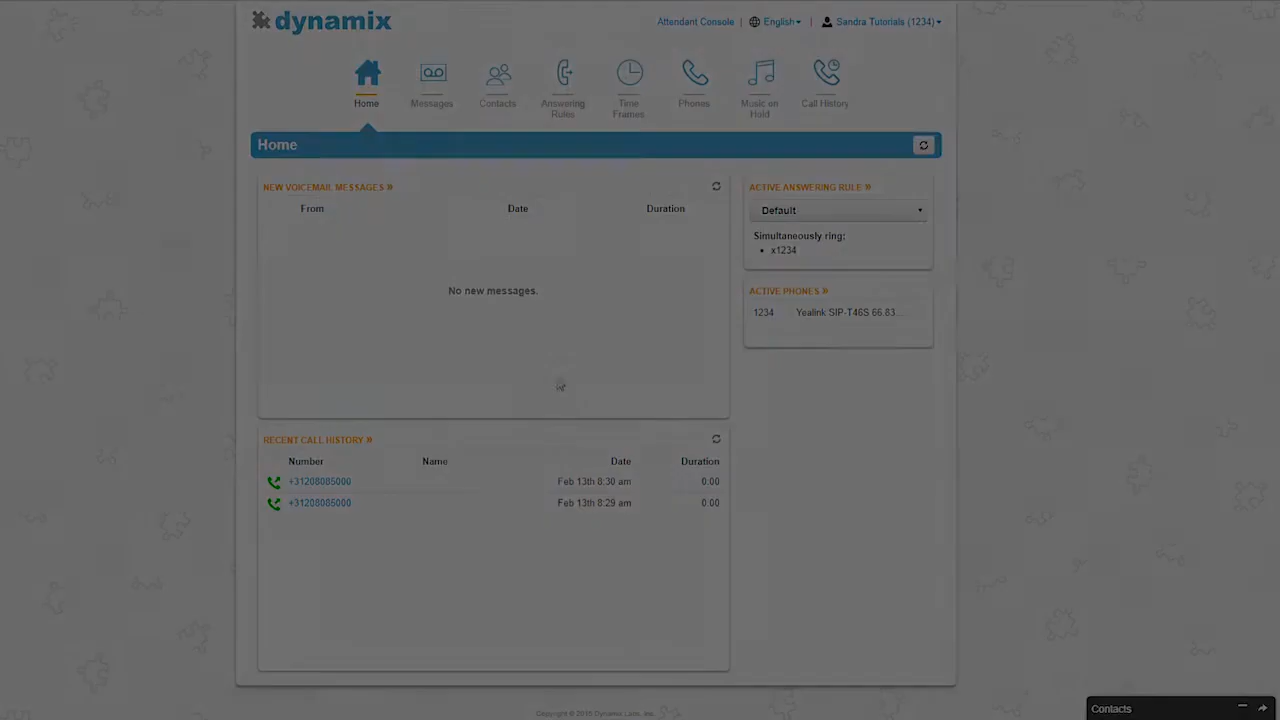 dynamix
Attendant Console | English | Sandra Tutorials (1234)
Home
Messages
Contacts
Answering
Rules
Time
Frames
Phones
Music on
Hold
Call History
Home
NEW VOICEMAIL MESSAGES »
From Date Duration
No new messages.
ACTIVE ANSWERING RULE »
Default
Simultaneously ring:
• x1234
ACTIVE PHONES »
1234 Yealink SIP-T46S 66.83...
RECENT CALL HISTORY »
Number Name Date Duration
+31208085000 Feb 13th 8:30 am 0:00
+31208085000 Feb 13th 8:29 am 0:00
Contacts